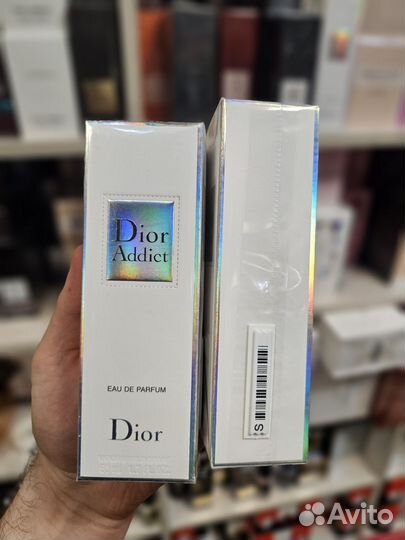 Dior
Addict
EAU DE PARFUM
Dior
S
Avito